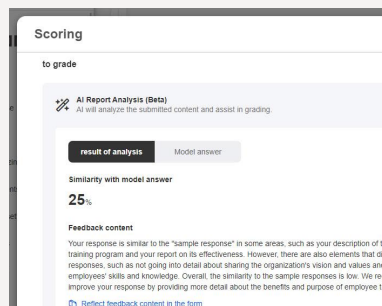 Scoring
to grade
AI Report Analysis (Beta)
AI will analyze the submitted content and assist in grading.
result of analysis Model answer
Similarity with model answer
25%
Feedback content
Your response is similar to the "sample response" in some areas, such as your description of t
training program and your report on its effectiveness. However, there are also elements that di
responses, such as not going into detail about sharing the organization's vision and values an
employees' skills and knowledge. Overall, the similarity to the sample responses is low. We re
improve your response by providing more detail about the benefits and purpose of employee t
Reflect feedback content in the form